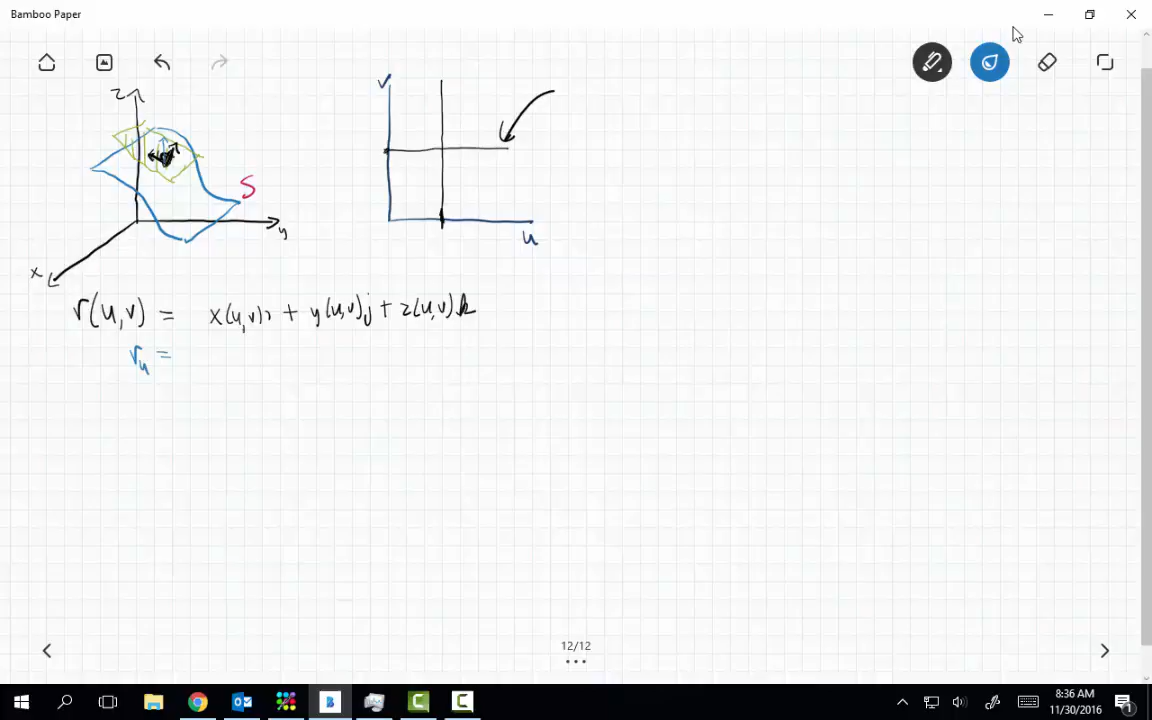 Bamboo Paper
z
v
S
y
u
x
r(u,v) = x(u,v)i + y(u,v)j + z(u,v)k
r_u =
12/12
8:36 AM
11/30/2016